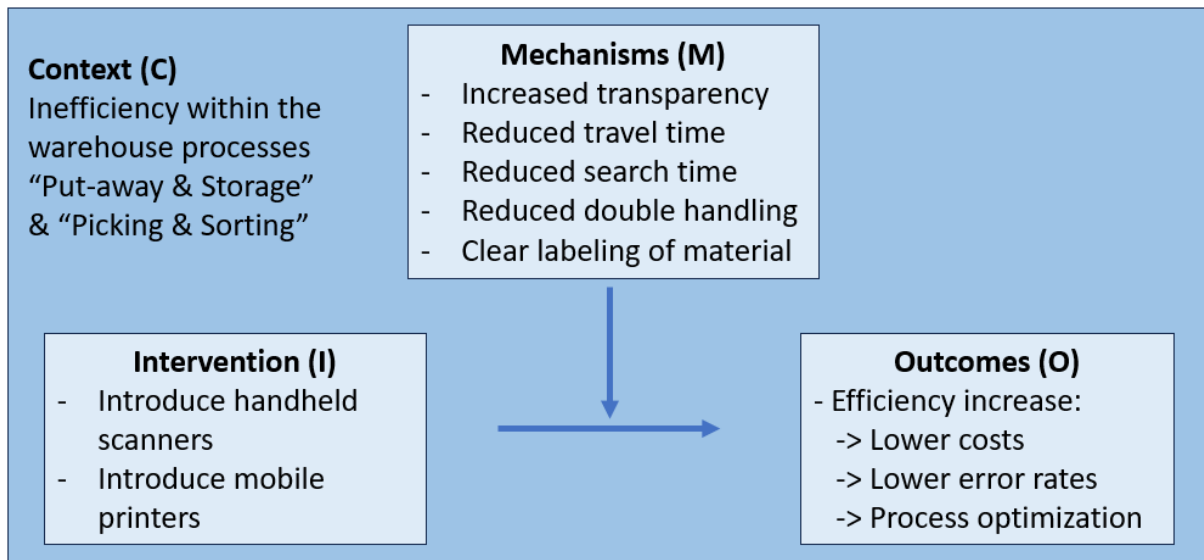 Context (C)
Inefficiency within the
warehouse processes
“Put-away & Storage”
& “Picking & Sorting”
Mechanisms (M)
- Increased transparency
- Reduced travel time
- Reduced search time
- Reduced double handling
- Clear labeling of material
Intervention (I)
- Introduce handheld
scanners
- Introduce mobile
printers
Outcomes (O)
- Efficiency increase:
-> Lower costs
-> Lower error rates
-> Process optimization